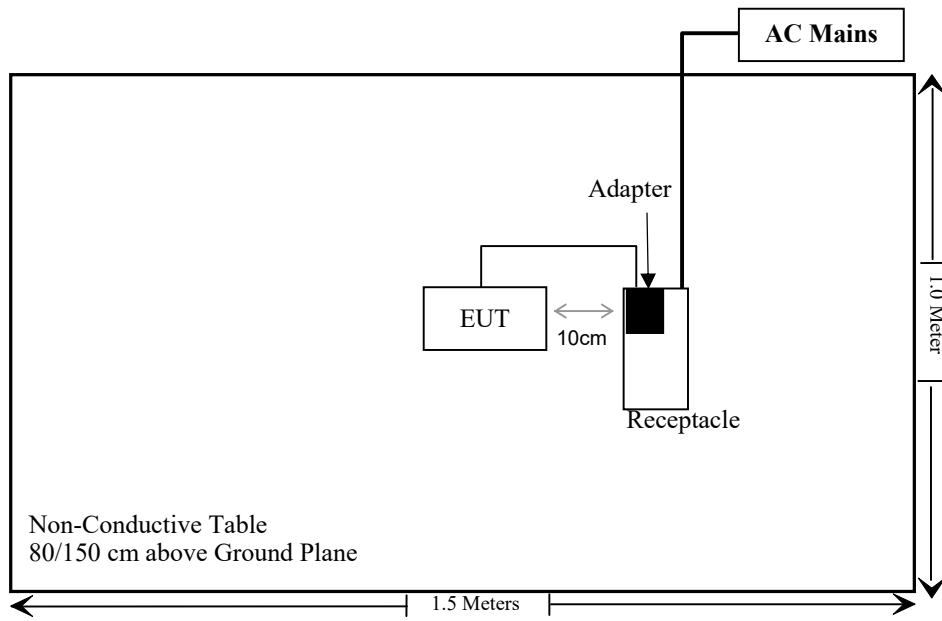 AC Mains
Adapter
EUT
10cm
1.0 Meter
Receptacle
Non-Conductive Table
80/150 cm above Ground Plane
1.5 Meters